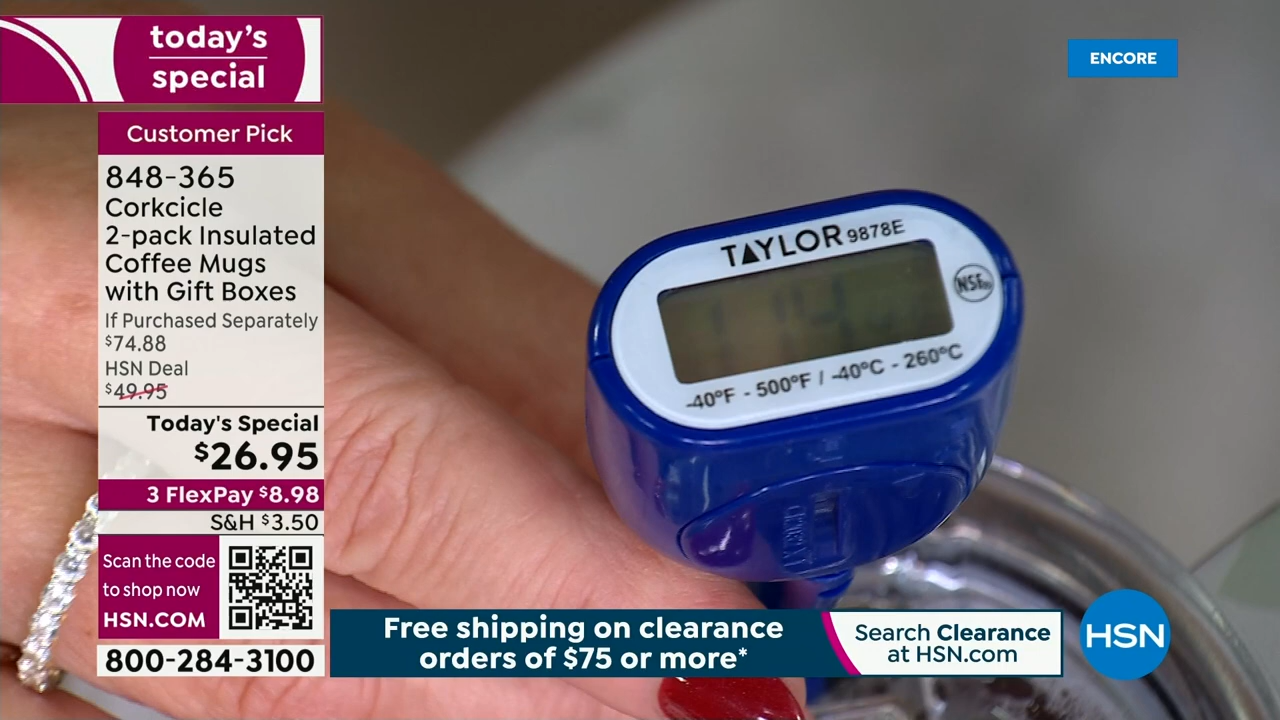 today's
special
ENCORE
Customer Pick
848-365
Corkcicle
2-pack Insulated
Coffee Mugs
with Gift Boxes
If Purchased Separately
$74.88
HSN Deal
$49.95
Today's Special
$26.95
3 FlexPay $8.98
S&H $3.50
Scan the code
to shop now
HSN.COM
800-284-3100
TAYLOR 9878E
NSF®
-40°F - 500°F / -40°C - 260°C
Free shipping on clearance
orders of $75 or more*
Search Clearance
at HSN.com
HSN